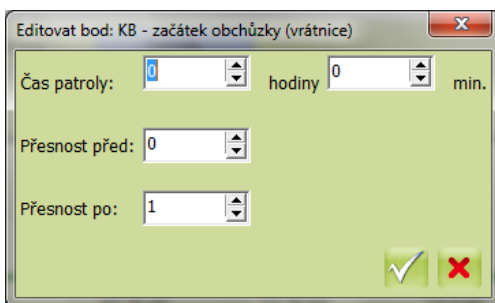 Editovat bod: KB - začátek obchůzky (vrátnice)
Čas patroly: 0 hodiny 0 min.
Přesnost před: 0
Přesnost po: 1